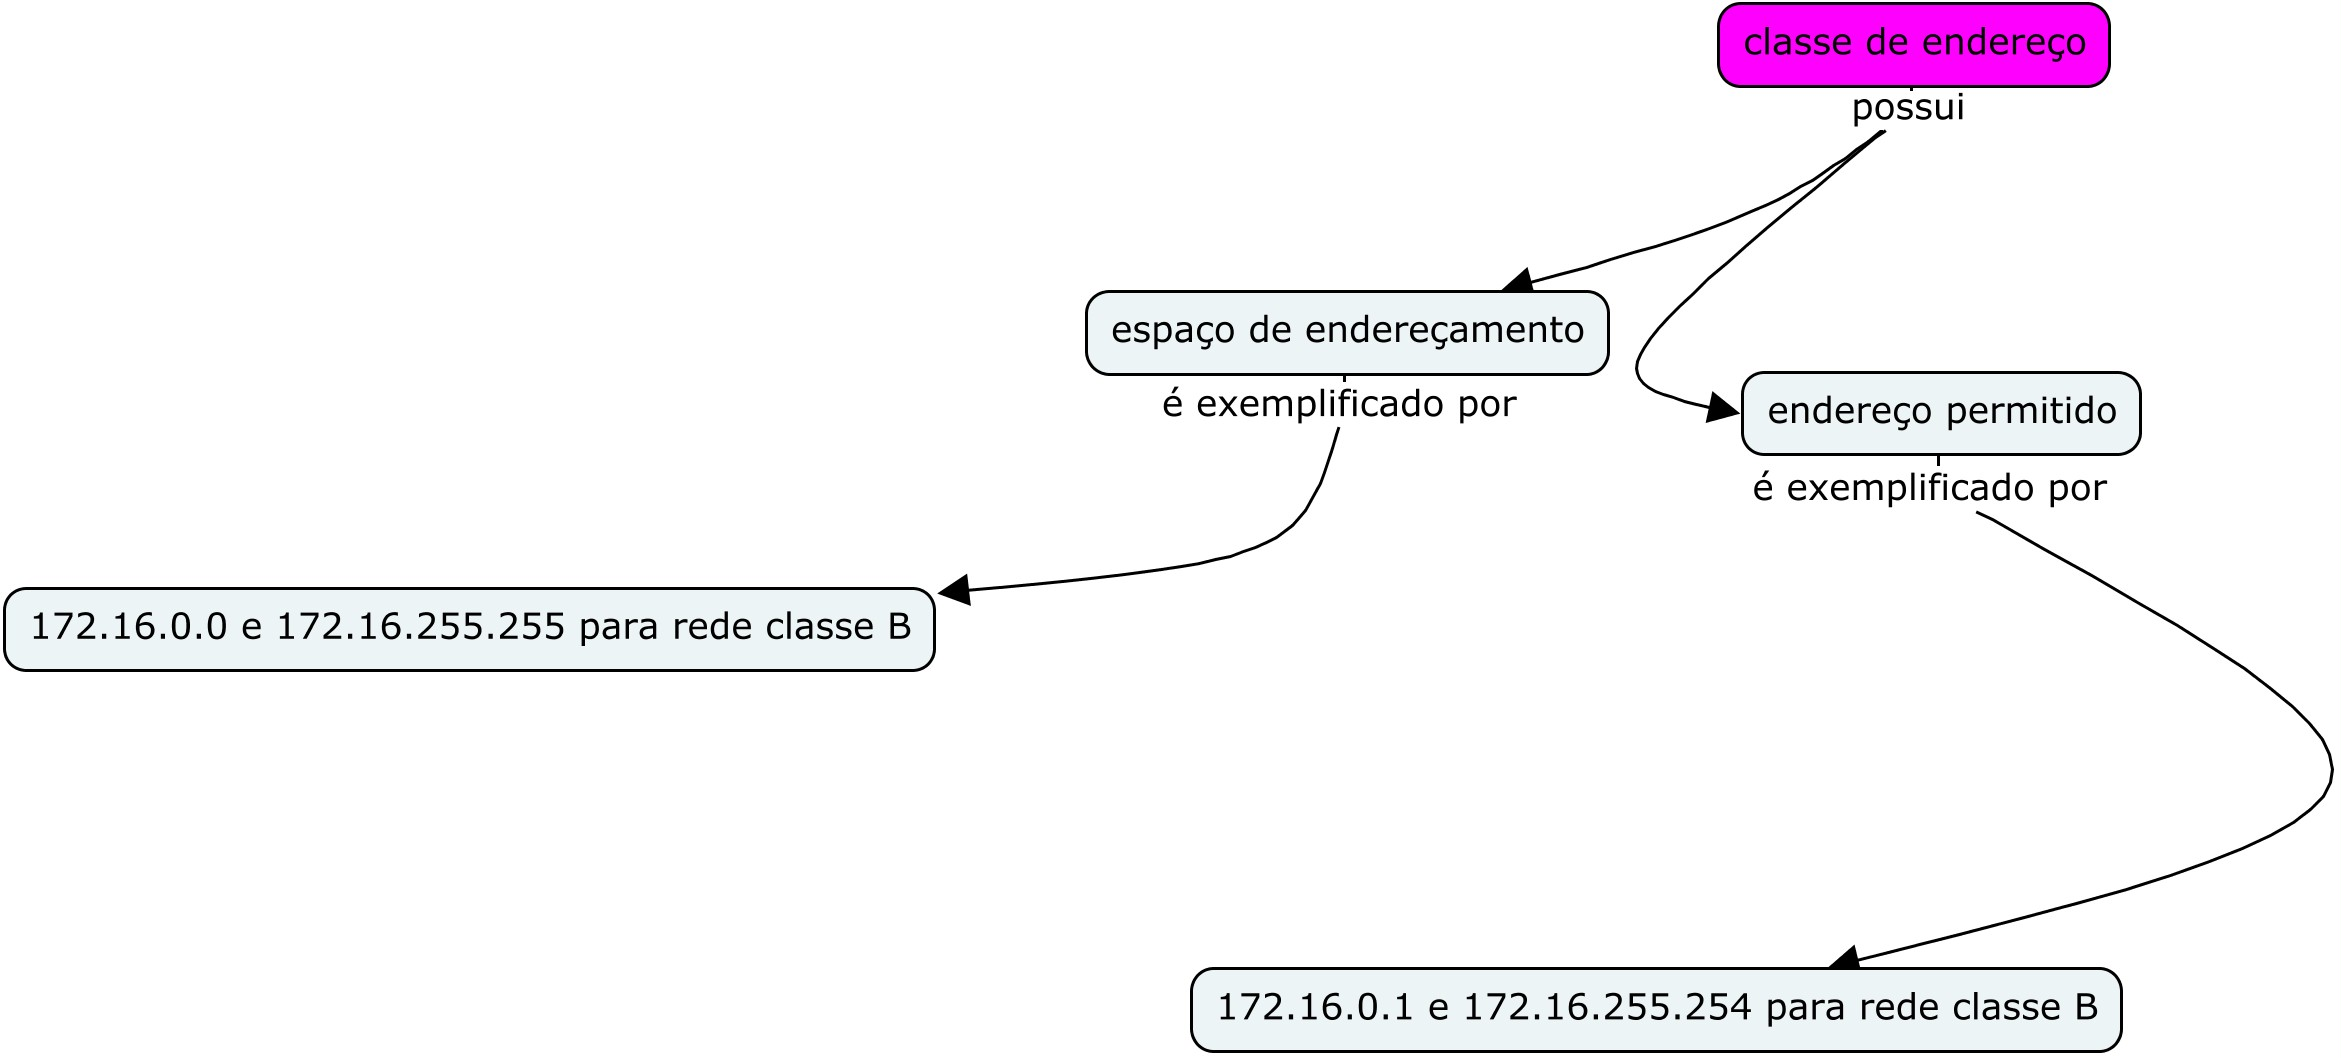 classe de endereço
possui
espaço de endereçamento
é exemplificado por
endereço permitido
é exemplificado por
172.16.0.0 e 172.16.255.255 para rede classe B
172.16.0.1 e 172.16.255.254 para rede classe B